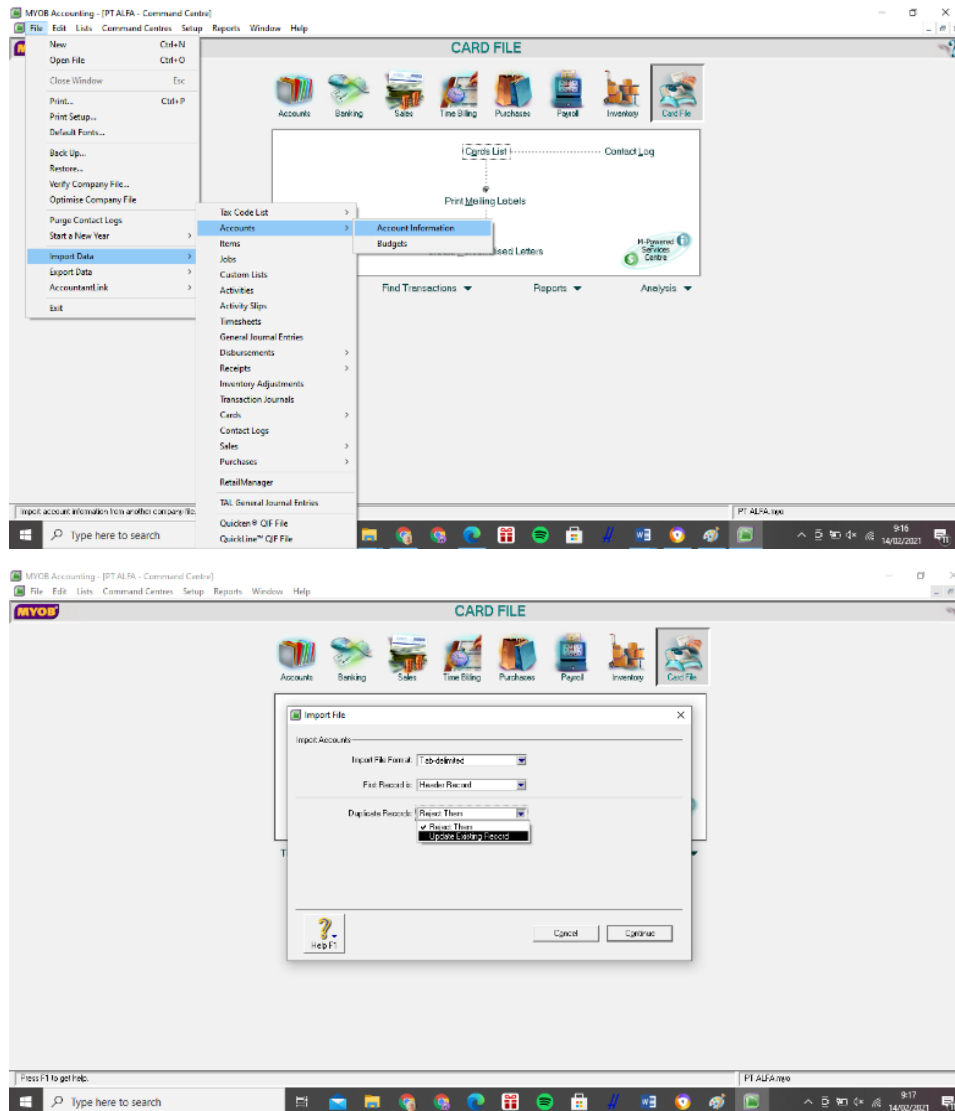 MYOB Accounting - [PT ALFA - Command Centre]
File Edit Lists Command Centres Setup Reports Window Help
CARD FILE
New Ctrl+N
Open File Ctrl+O
Close Window Esc
Print... Ctrl+P
Print Setup...
Default Fonts...
Back Up...
Restore...
Verify Company File...
Optimise Company File
Purge Contact Logs
Start a New Year
Import Data
Export Data
AccountantLink
Exit
Tax Code List
Accounts
Items
Jobs
Custom Lists
Activities
Activity Slips
Timesheets
General Journal Entries
Disbursements
Receipts
Inventory Adjustments
Transaction Journals
Cards
Contact Logs
Sales
Purchases
RetailManager
TAL General Journal Entries
Quicken® QIF File
QuickLine™ QIF File
Account Information
Budgets
Accounts Banking Sales Time Billing Purchases Payroll Inventory Card File
Cards List Contact Log
Print Mailing Labels
ised Letters
M-Powered Services Centre
Find Transactions Reports Analysis
Import account information from another company file.
PT ALFA.myo
Type here to search
9:16
14/02/2021
MYOB Accounting - [PT ALFA - Command Centre]
File Edit Lists Command Centres Setup Reports Window Help
MYOB
CARD FILE
Accounts Banking Sales Time Billing Purchases Payroll Inventory Card File
Import File
Import Accounts
Import File Format: Tab-delimited
First Record is: Header Record
Duplicate Records: Reject Them
Reject Them
Update Existing Record
Help F1
Cancel Continue
Press F1 to get help.
PT ALFA.myo
Type here to search
9:17
14/02/2021